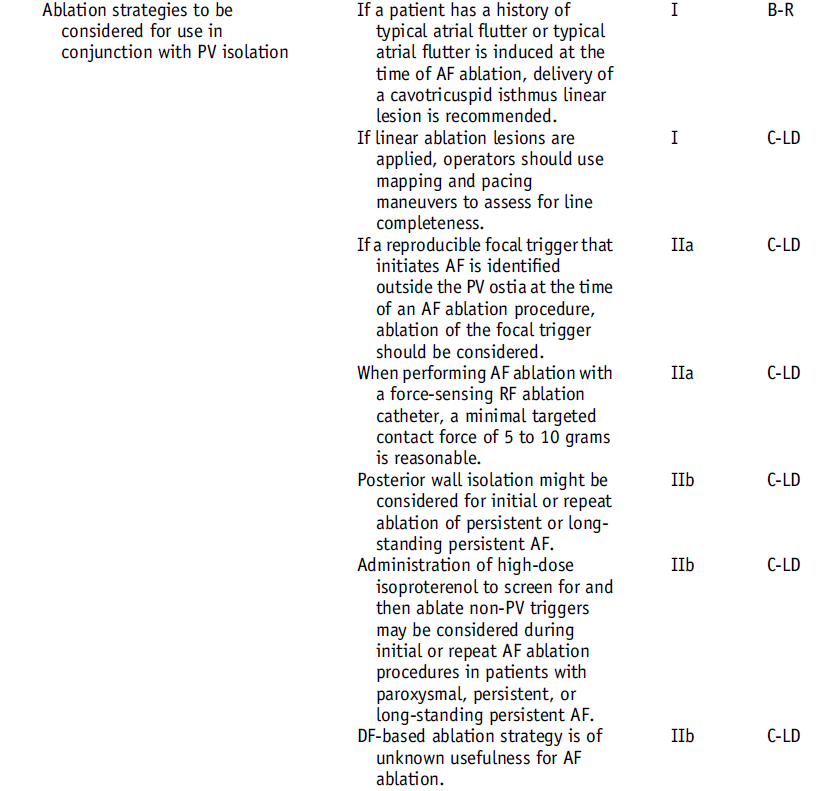 Ablation strategies to be
considered for use in
conjunction with PV isolation
If a patient has a history of
typical atrial flutter or typical
atrial flutter is induced at the
time of AF ablation, delivery of
a cavotricuspid isthmus linear
lesion is recommended.
I
B-R
If linear ablation lesions are
applied, operators should use
mapping and pacing
maneuvers to assess for line
completeness.
I
C-LD
If a reproducible focal trigger that
initiates AF is identified
outside the PV ostia at the time
of an AF ablation procedure,
ablation of the focal trigger
should be considered.
IIa
C-LD
When performing AF ablation with
a force-sensing RF ablation
catheter, a minimal targeted
contact force of 5 to 10 grams
is reasonable.
IIa
C-LD
Posterior wall isolation might be
considered for initial or repeat
ablation of persistent or long-
standing persistent AF.
IIb
C-LD
Administration of high-dose
isoproterenol to screen for and
then ablate non-PV triggers
may be considered during
initial or repeat AF ablation
procedures in patients with
paroxysmal, persistent, or
long-standing persistent AF.
IIb
C-LD
DF-based ablation strategy is of
unknown usefulness for AF
ablation.
IIb
C-LD